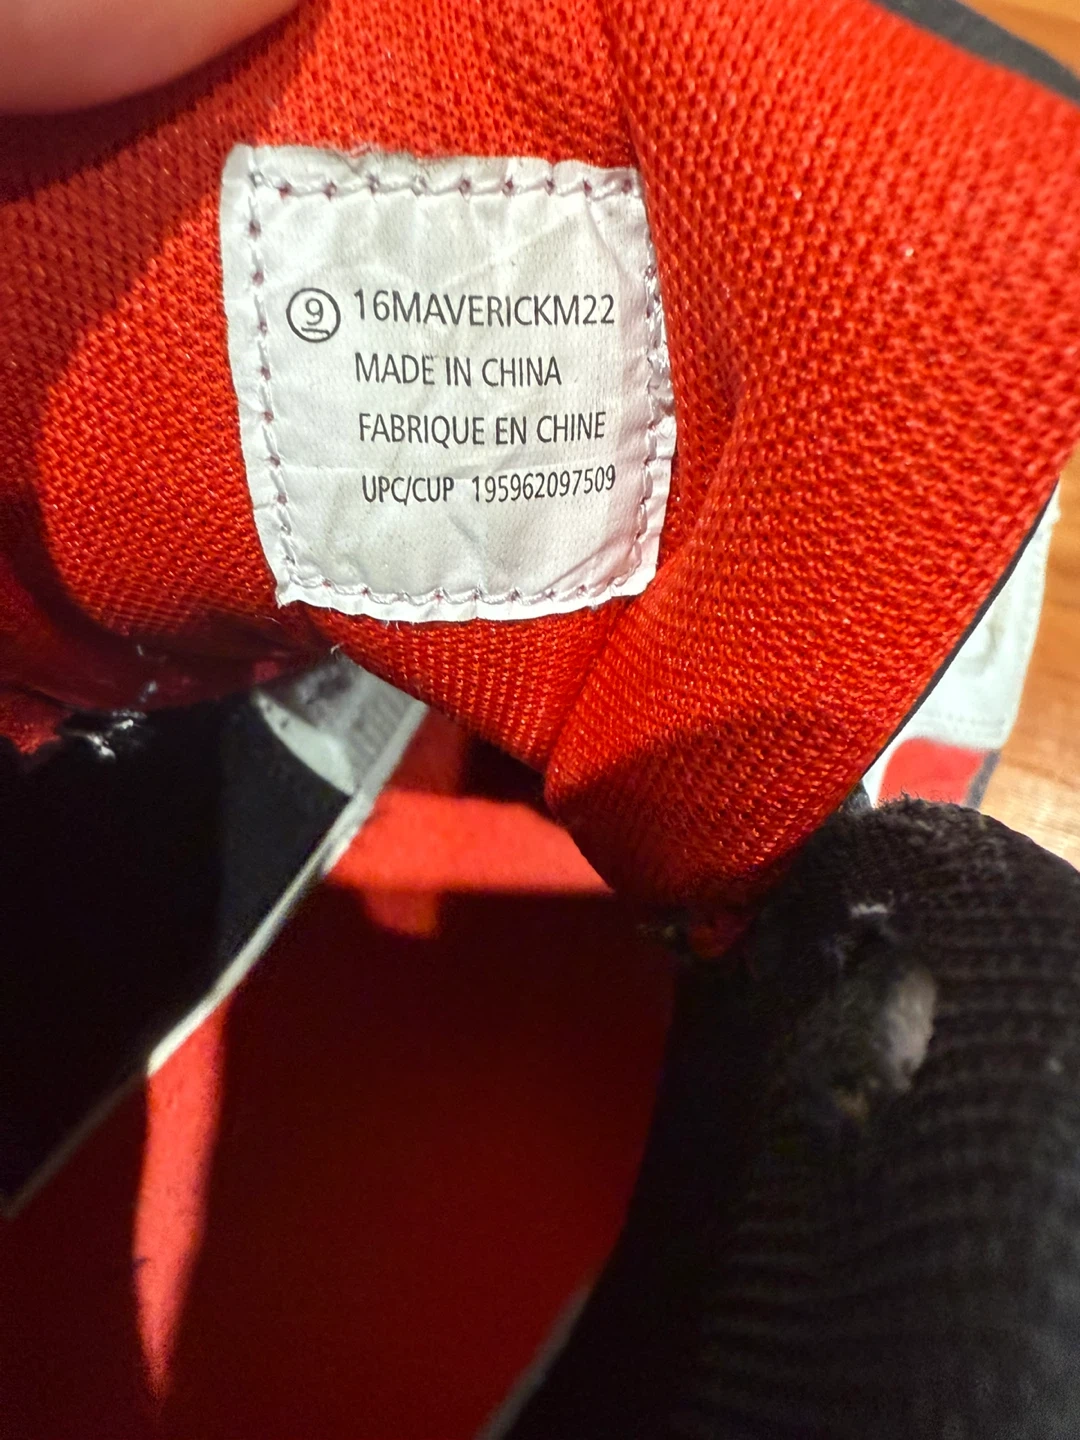 9 16MAVERICKM22
MADE IN CHINA
FABRIQUE EN CHINE
UPC/CUP 195962097509